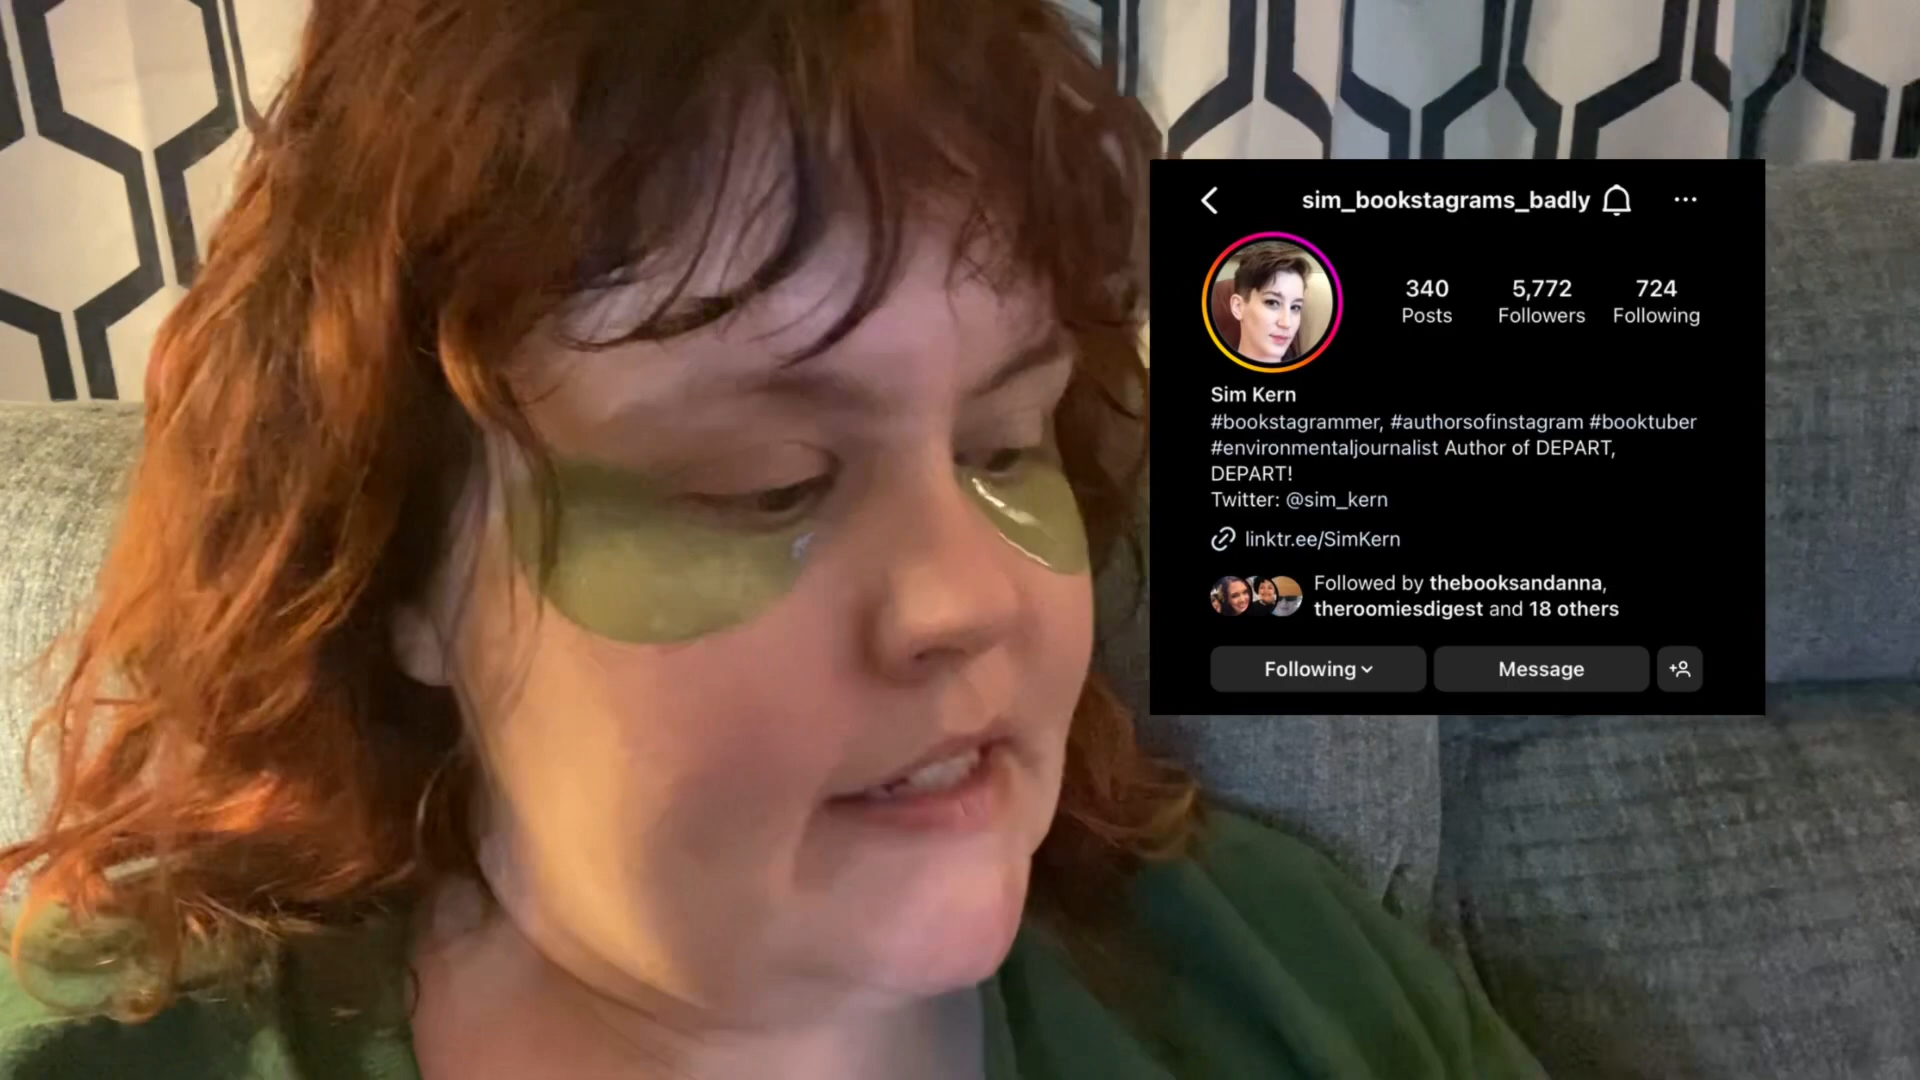 sim_bookstagrams_badly
340
Posts
5,772
Followers
724
Following
Sim Kern
#bookstagrammer, #authorsofinstagram #booktuber
#environmentaljournalist Author of DEPART,
DEPART!
Twitter: @sim_kern
linktr.ee/SimKern
Followed by thebooksandanna,
theroomiesdigest and 18 others
Following
Message